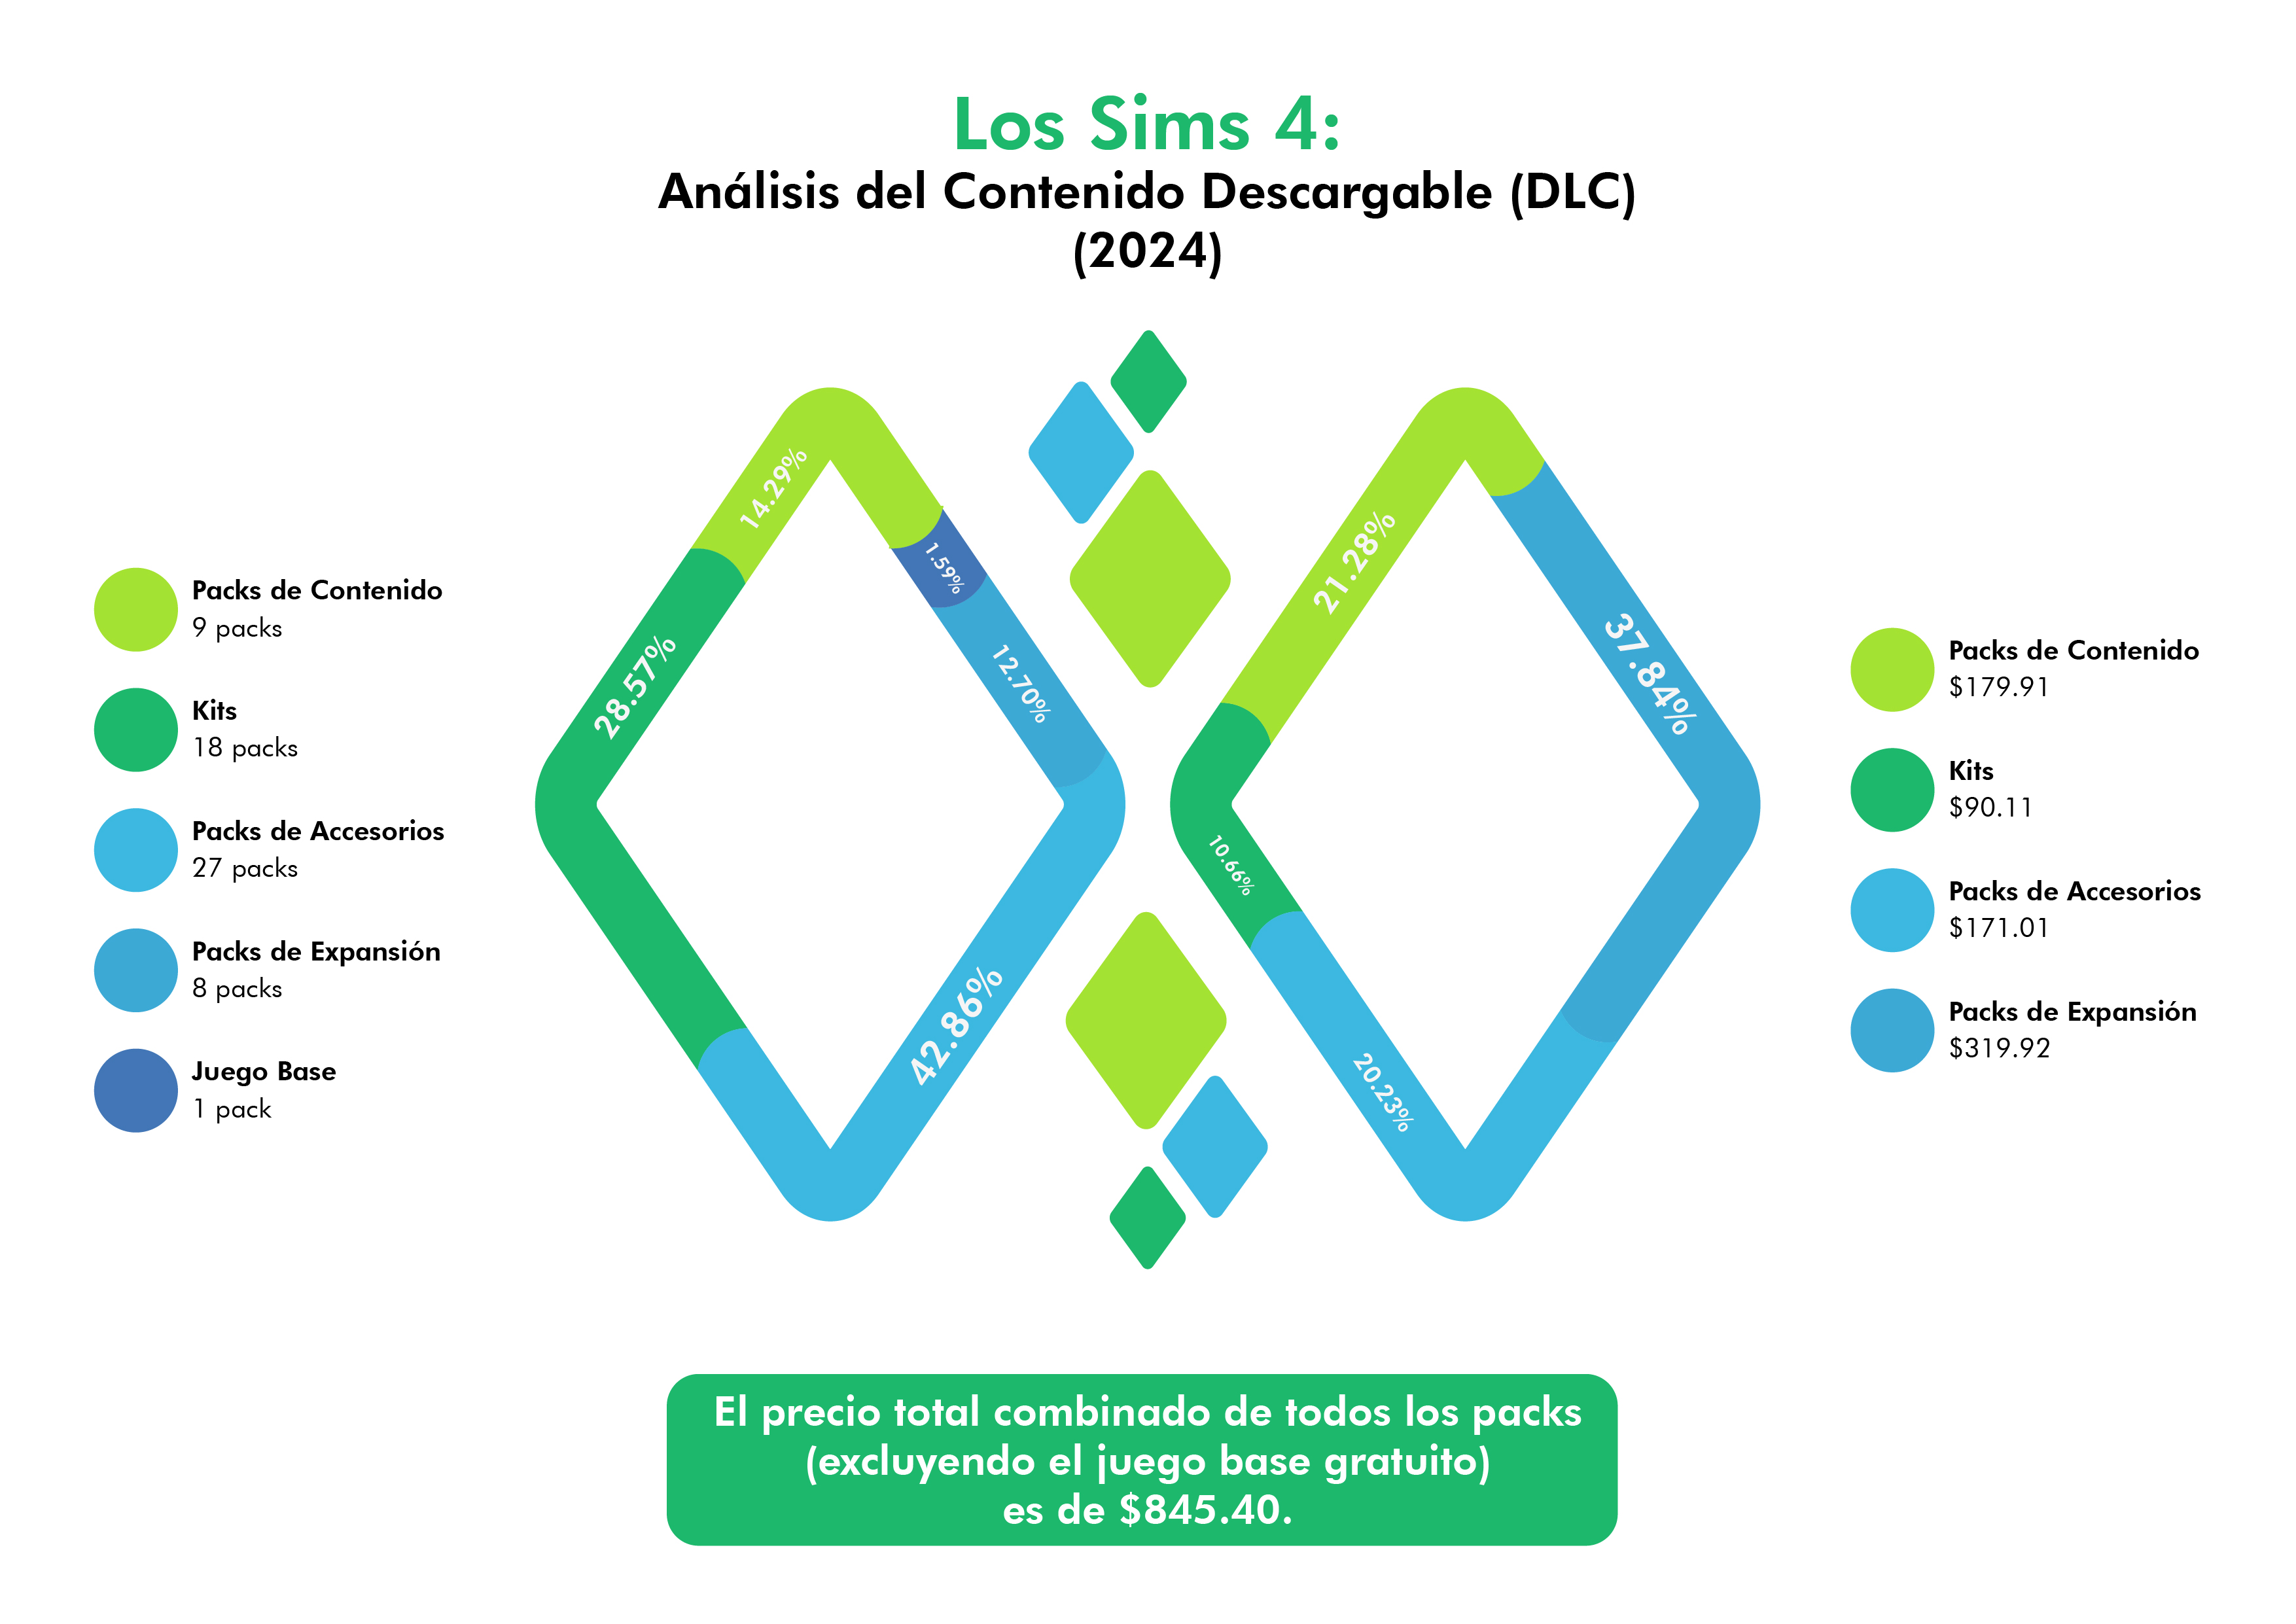 Los Sims 4:
Análisis del Contenido Descargable (DLC)
(2024)
Packs de Contenido
9 packs
Kits
18 packs
Packs de Accesorios
27 packs
Packs de Expansión
8 packs
Juego Base
1 pack
14.29%
1.59%
28.57%
12.70%
42.86%
21.28%
37.84%
10.66%
20.23%
Packs de Contenido
$179.91
Kits
$90.11
Packs de Accesorios
$171.01
Packs de Expansión
$319.92
El precio total combinado de todos los packs
(excluyendo el juego base gratuito)
es de $845.40.